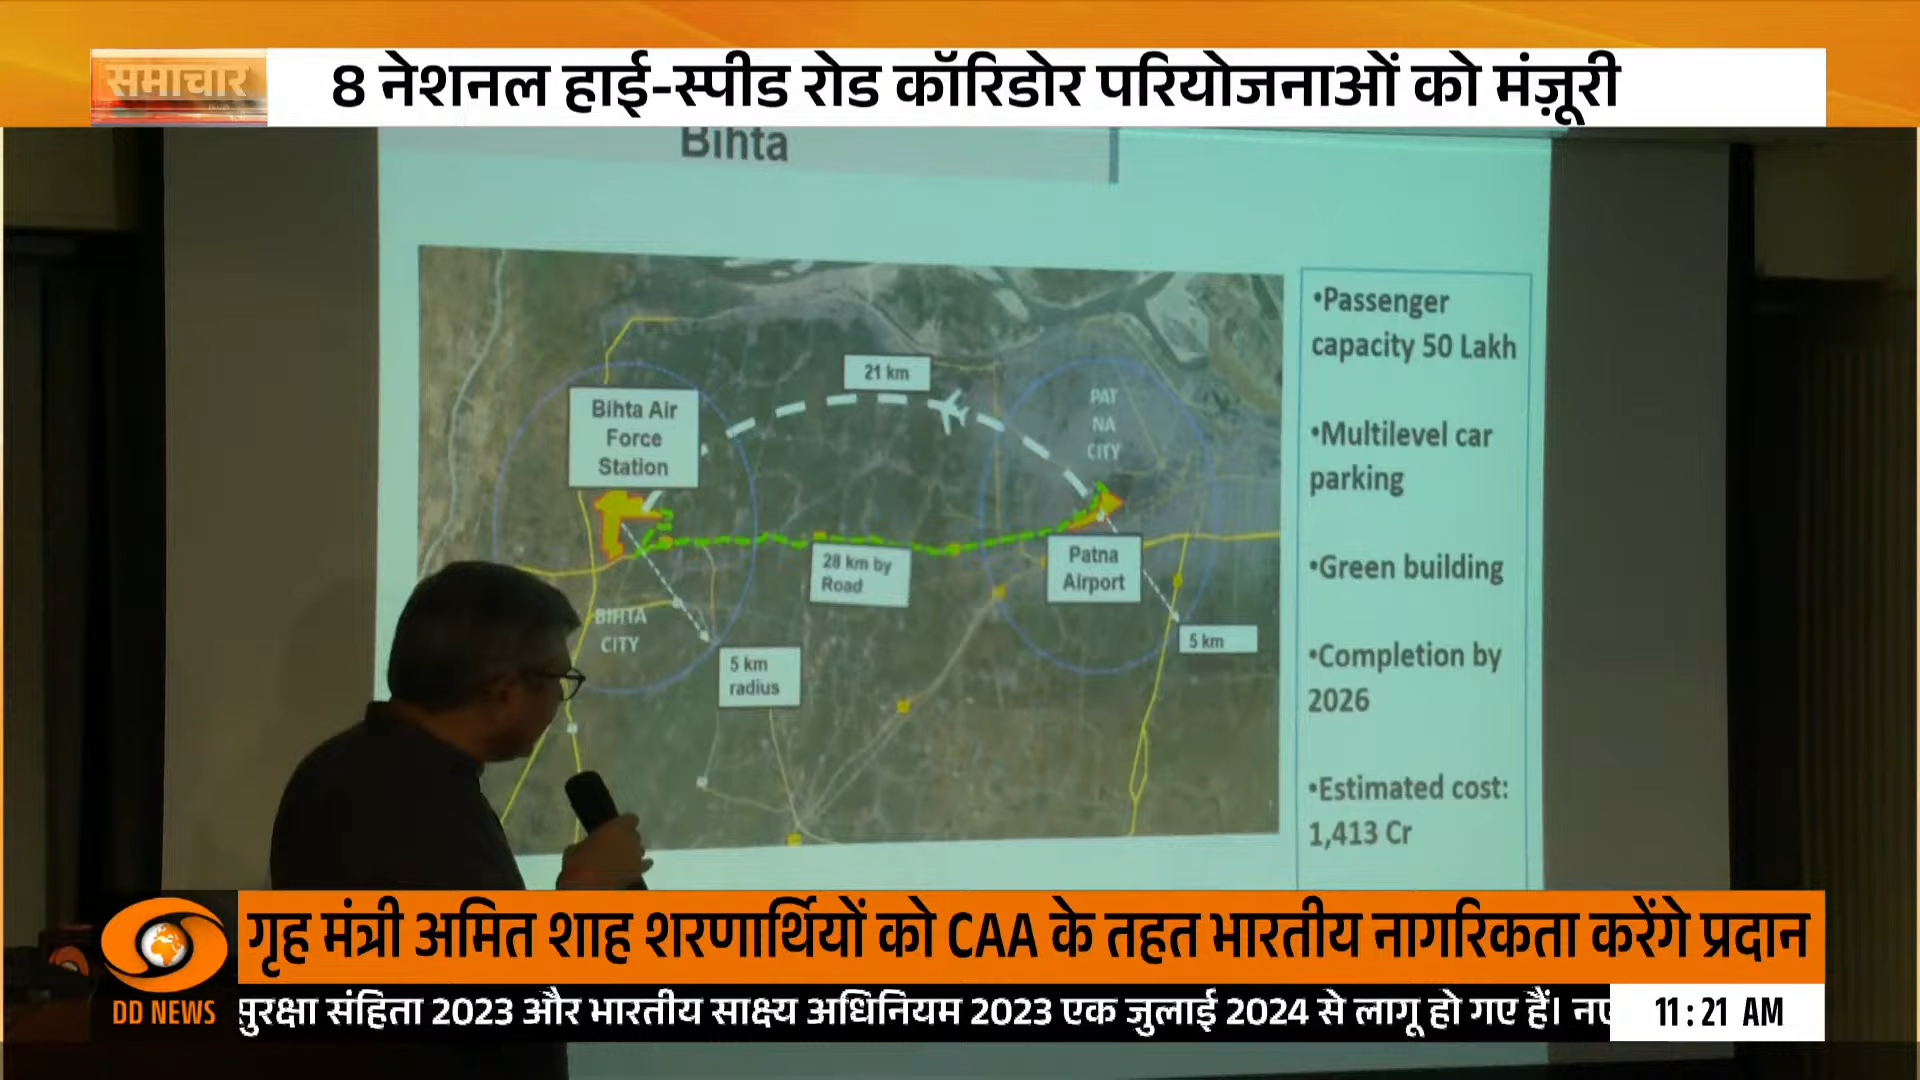 समाचार
8 नेशनल हाई-स्पीड रोड कॉरिडोर परियोजनाओं को मंज़ूरी
Bihta
21 km
Bihta Air
Force
Station
PAT
NA
CITY
28 km by
Road
Patna
Airport
BIHTA
CITY
5 km
radius
5 km
•Passenger
capacity 50 Lakh
•Multilevel car
parking
•Green building
•Completion by
2026
•Estimated cost:
1,413 Cr
गृह मंत्री अमित शाह शरणार्थियों को CAA के तहत भारतीय नागरिकता करेंगे प्रदान
DD NEWS
सुरक्षा संहिता 2023 और भारतीय साक्ष्य अधिनियम 2023 एक जुलाई 2024 से लागू हो गए हैं।
11:21 AM